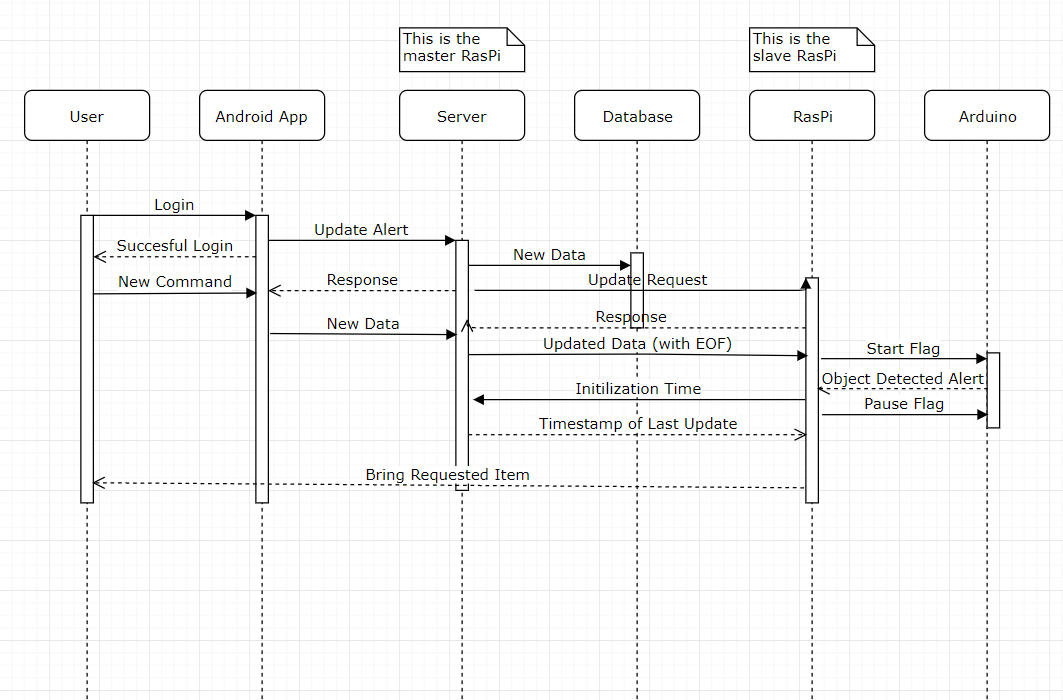 This is the
master RasPi
This is the
slave RasPi
User
Android App
Server
Database
RasPi
Arduino
Login
Update Alert
Succesful Login
New Data
New Command
Response
Update Request
New Data
Response
Updated Data (with EOF)
Start Flag
Object Detected Alert
Initilization Time
Pause Flag
Timestamp of Last Update
Bring Requested Item